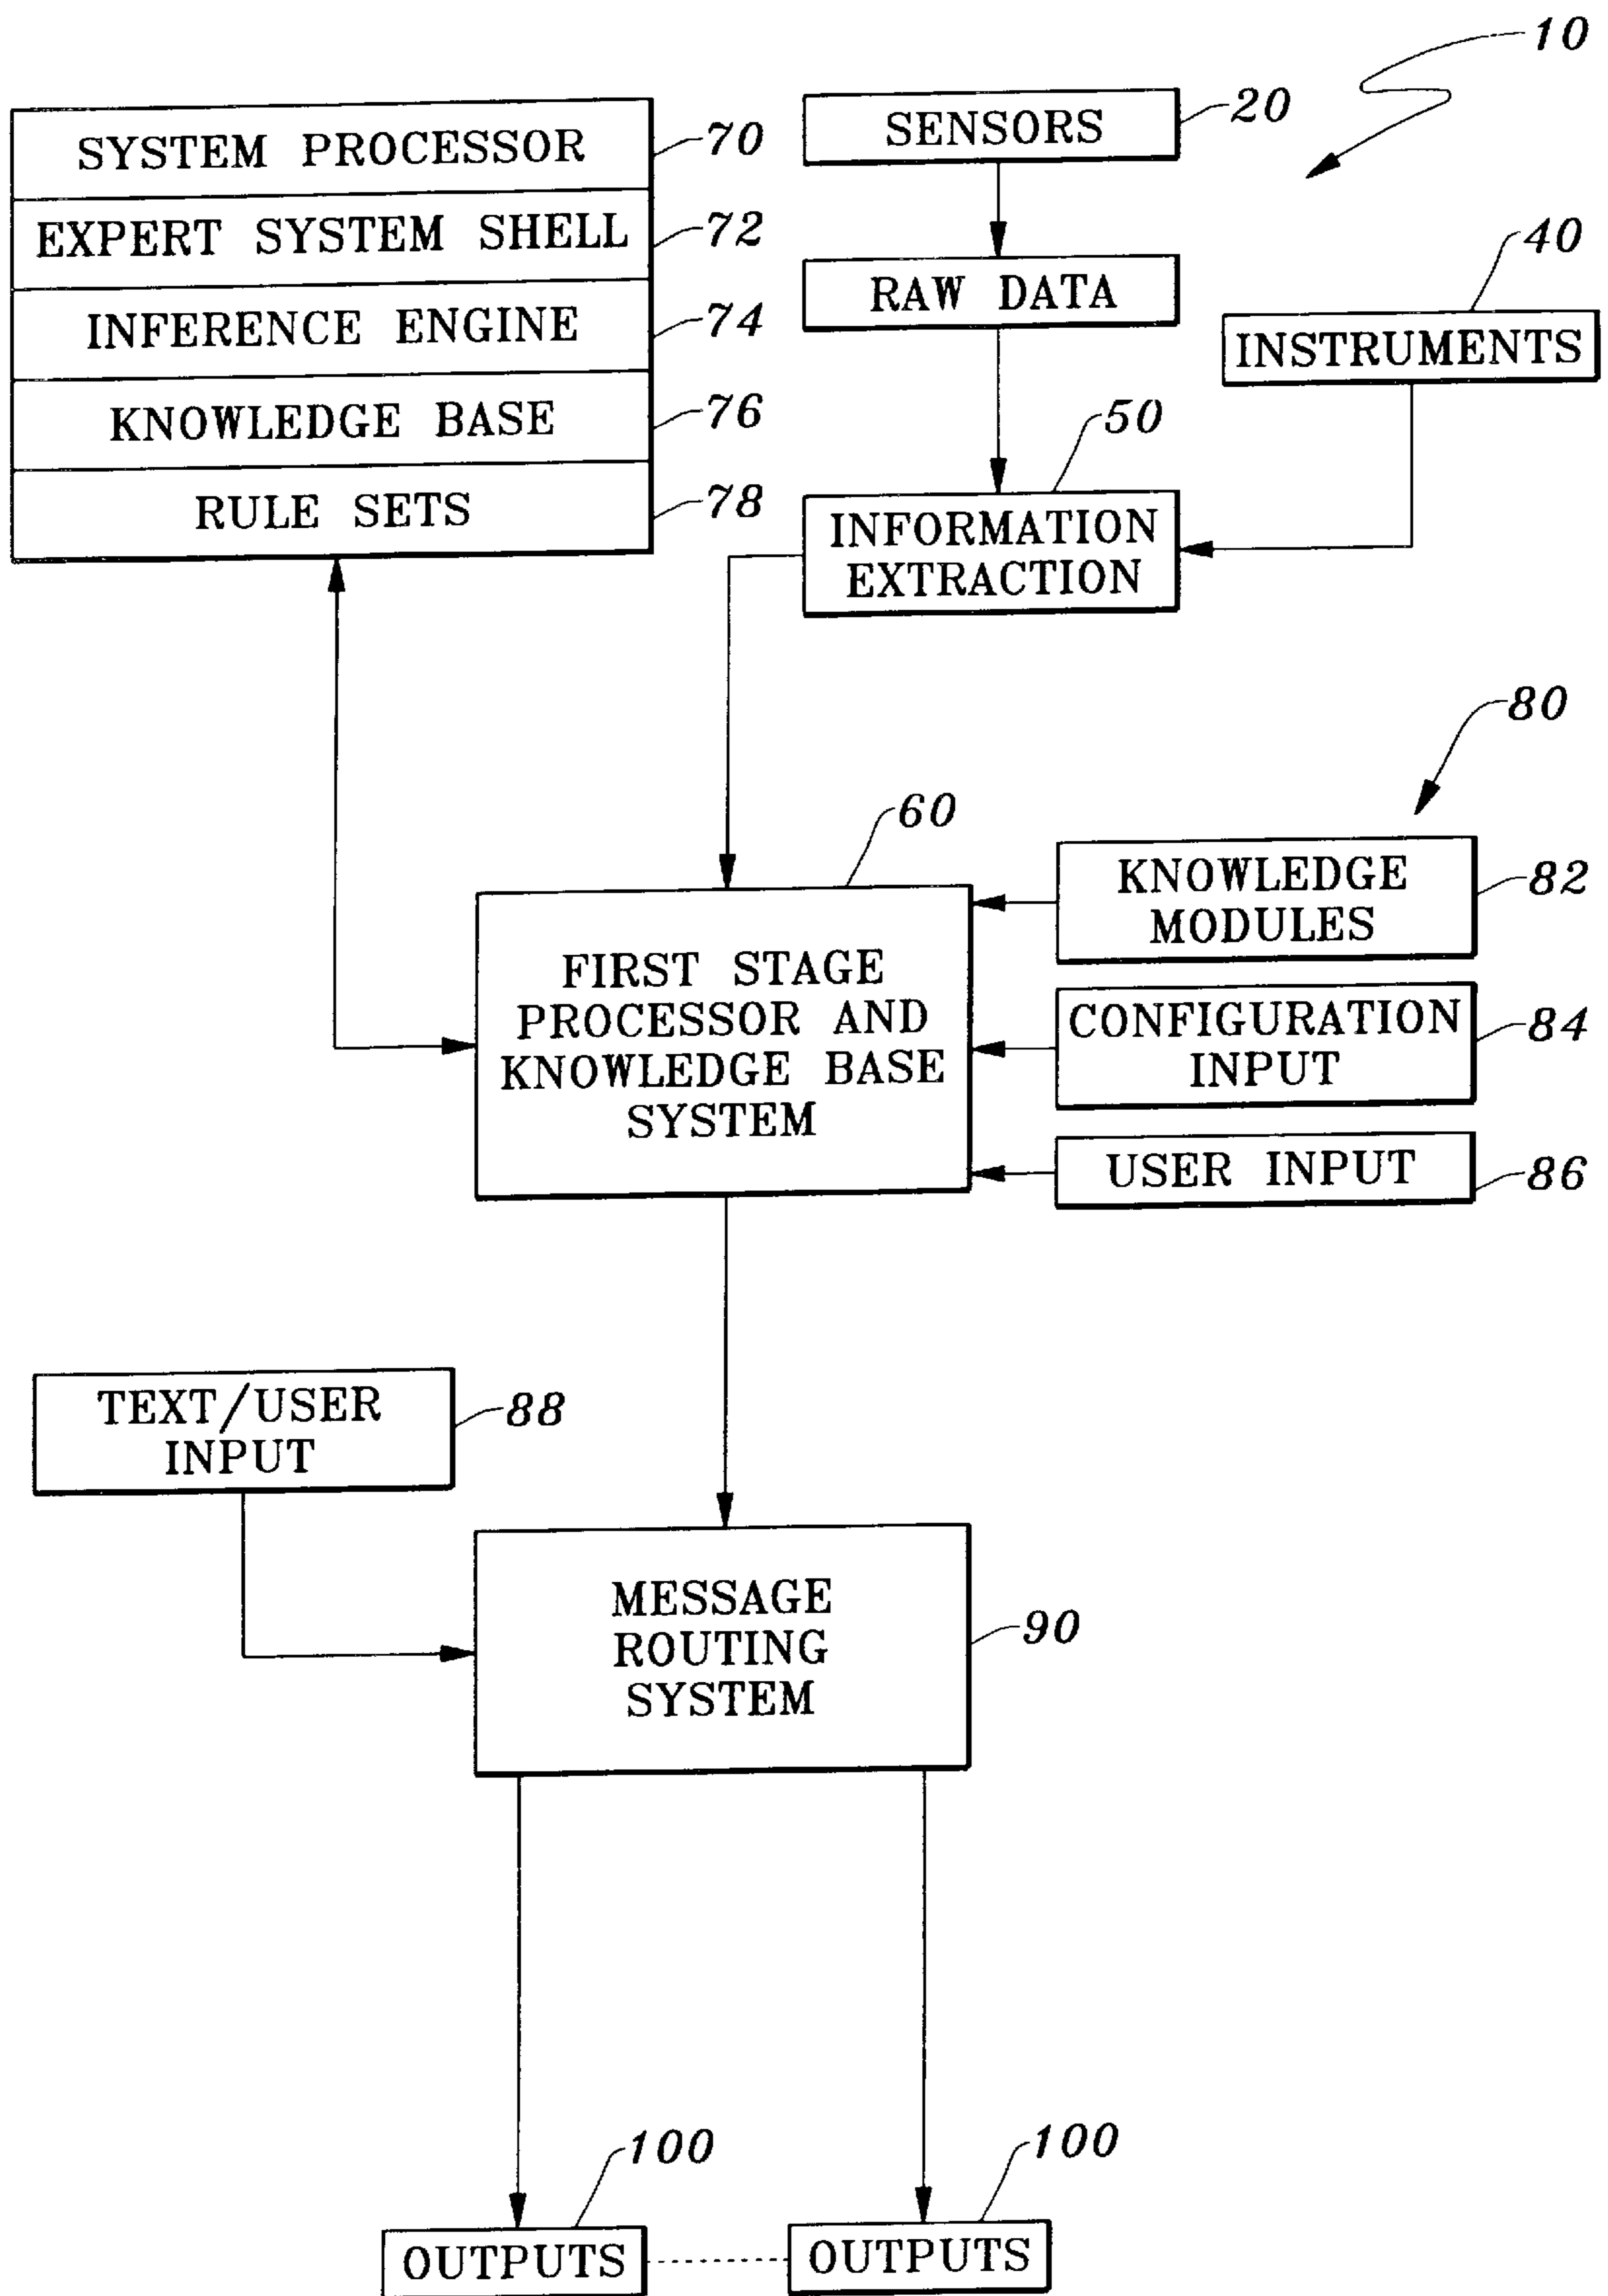 10
SYSTEM PROCESSOR
70
SENSORS
20
EXPERT SYSTEM SHELL
72
RAW DATA
40
INFERENCE ENGINE
74
INSTRUMENTS
KNOWLEDGE BASE
76
50
RULE SETS
78
INFORMATION
EXTRACTION
80
60
KNOWLEDGE
MODULES
82
FIRST STAGE
PROCESSOR AND
KNOWLEDGE BASE
SYSTEM
CONFIGURATION
INPUT
84
USER INPUT
86
TEXT/USER
INPUT
88
MESSAGE
ROUTING
SYSTEM
90
100
100
OUTPUTS
OUTPUTS